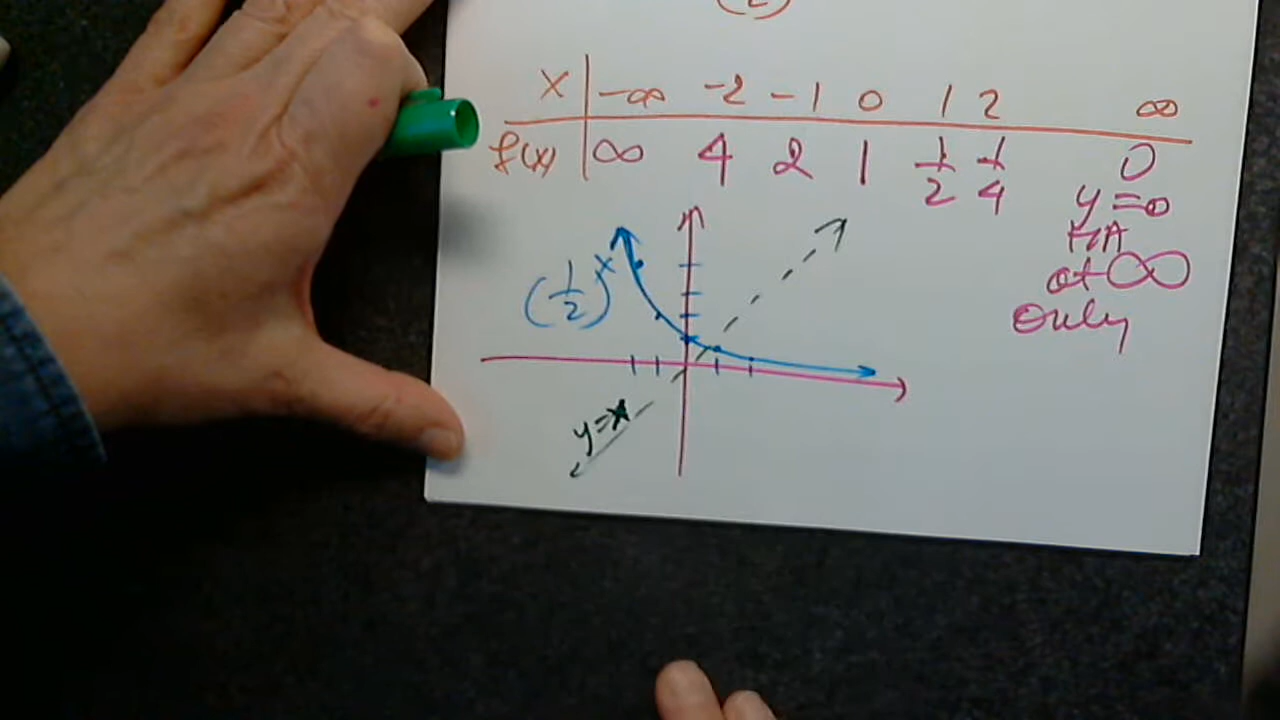 (2)
x | -∞ -2 -1 0 1 2 ∞
f(x) | ∞ 4 2 1 1/2 1/4 0
y=0
HA
at ∞
only
(1/2)^x
y=x